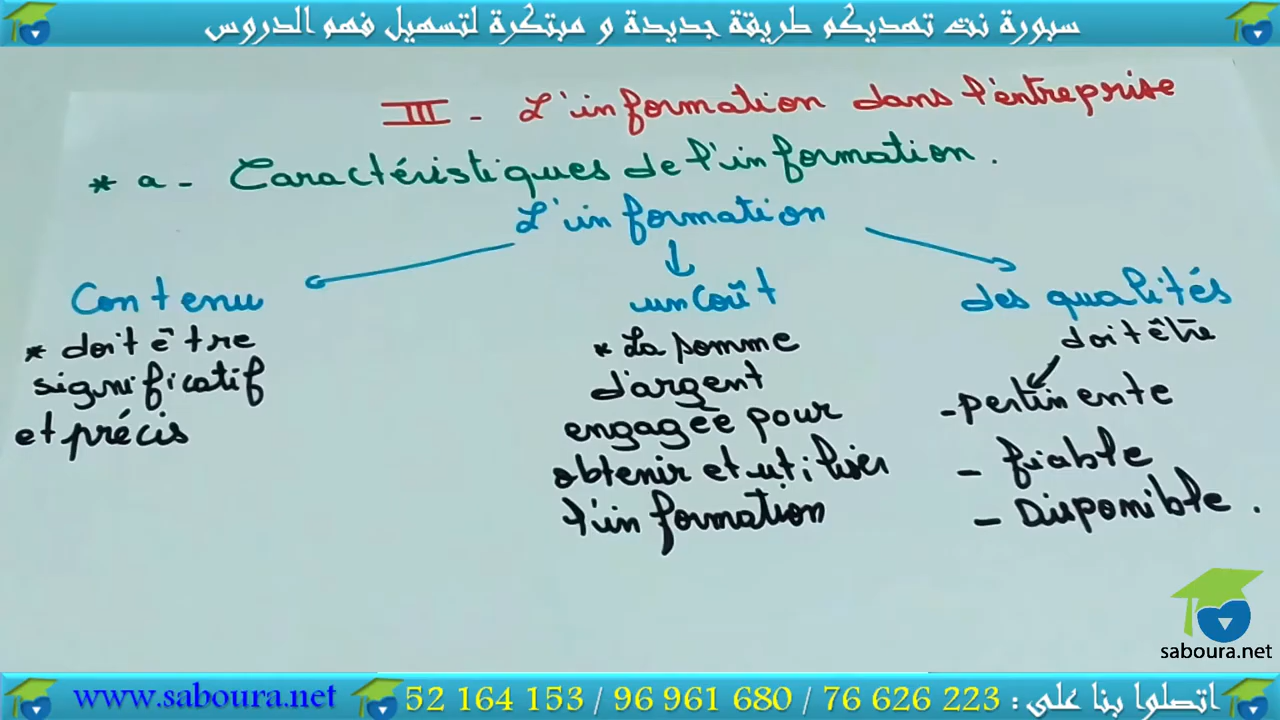 سبورة نت تهديكم طريقة جديدة و مبتكرة لتسهيل فهم الدروس
III - L'information dans l'entreprise
* a - Caractéristiques de l'information.
L'information
Contenu
* doit être
significatif
et précis
un coût
* La somme
d'argent
engagée pour
obtenir et utiliser
l'information
des qualités
doit être
- pertinente
- fiable
- Disponible.
saboura.net
www.saboura.net
اتصلوا بنا على : 52 164 153 / 96 961 680 / 76 626 223